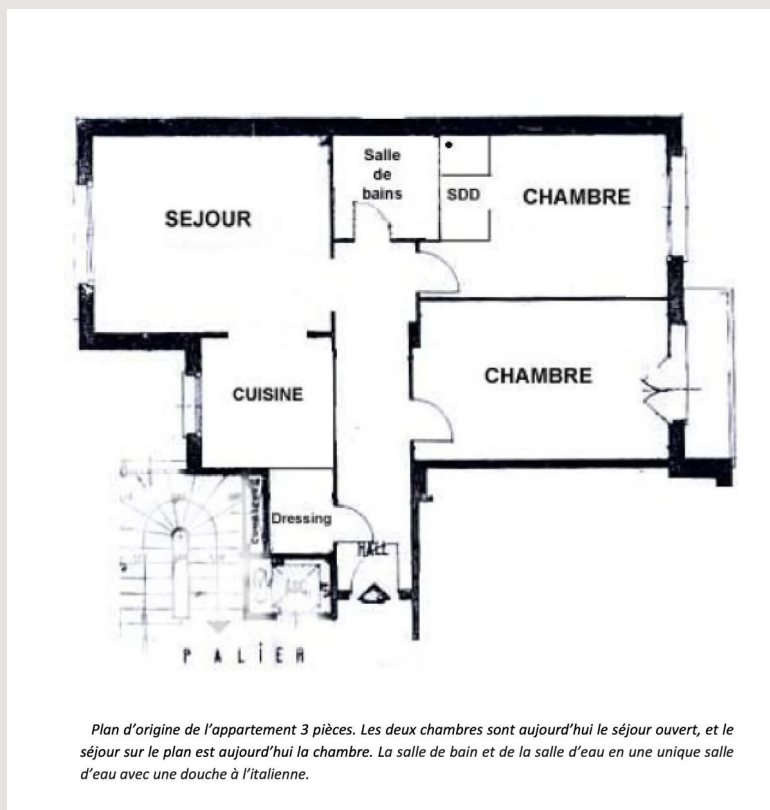 Salle
de
bains
SDD
CHAMBRE
SEJOUR
CHAMBRE
CUISINE
Dressing
HALL
PALiER
Plan d’origine de l’appartement 3 pièces. Les deux chambres sont aujourd’hui le séjour ouvert, et le
séjour sur le plan est aujourd’hui la chambre. La salle de bain et de la salle d’eau en une unique salle
d’eau avec une douche à l’italienne.